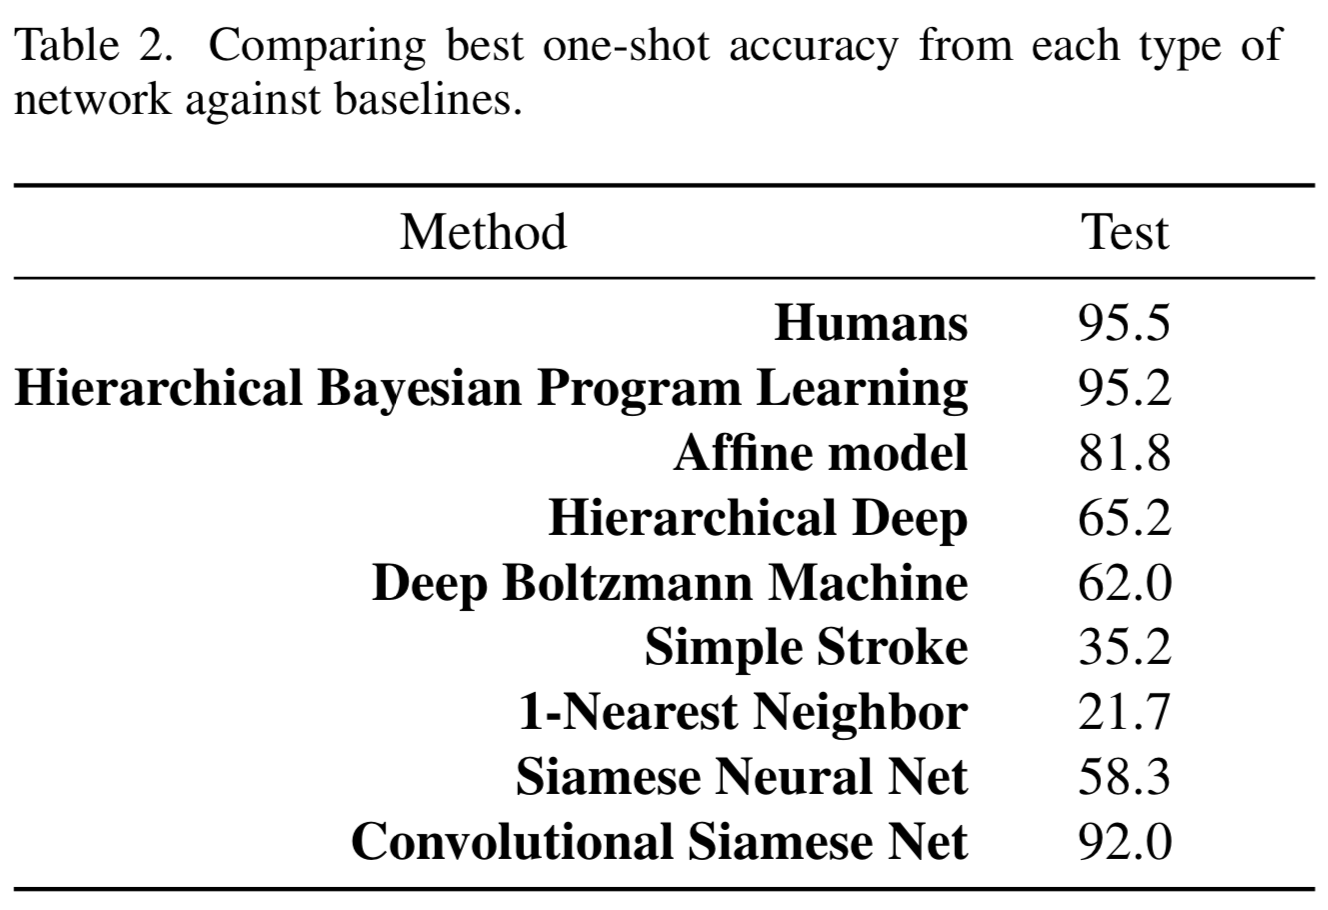 Table 2. Comparing best one-shot accuracy from each type of
network against baselines.
Method Test
Humans 95.5
Hierarchical Bayesian Program Learning 95.2
Affine model 81.8
Hierarchical Deep 65.2
Deep Boltzmann Machine 62.0
Simple Stroke 35.2
1-Nearest Neighbor 21.7
Siamese Neural Net 58.3
Convolutional Siamese Net 92.0